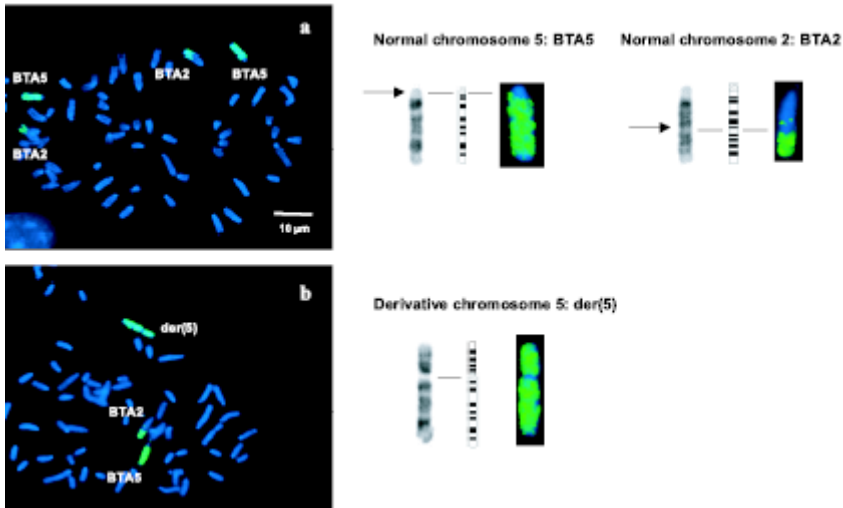 a
BTA5
BTA2
BTA5
BTA2
10 µm
Normal chromosome 5: BTA5
Normal chromosome 2: BTA2
b
der(5)
BTA2
BTA5
Derivative chromosome 5: der(5)